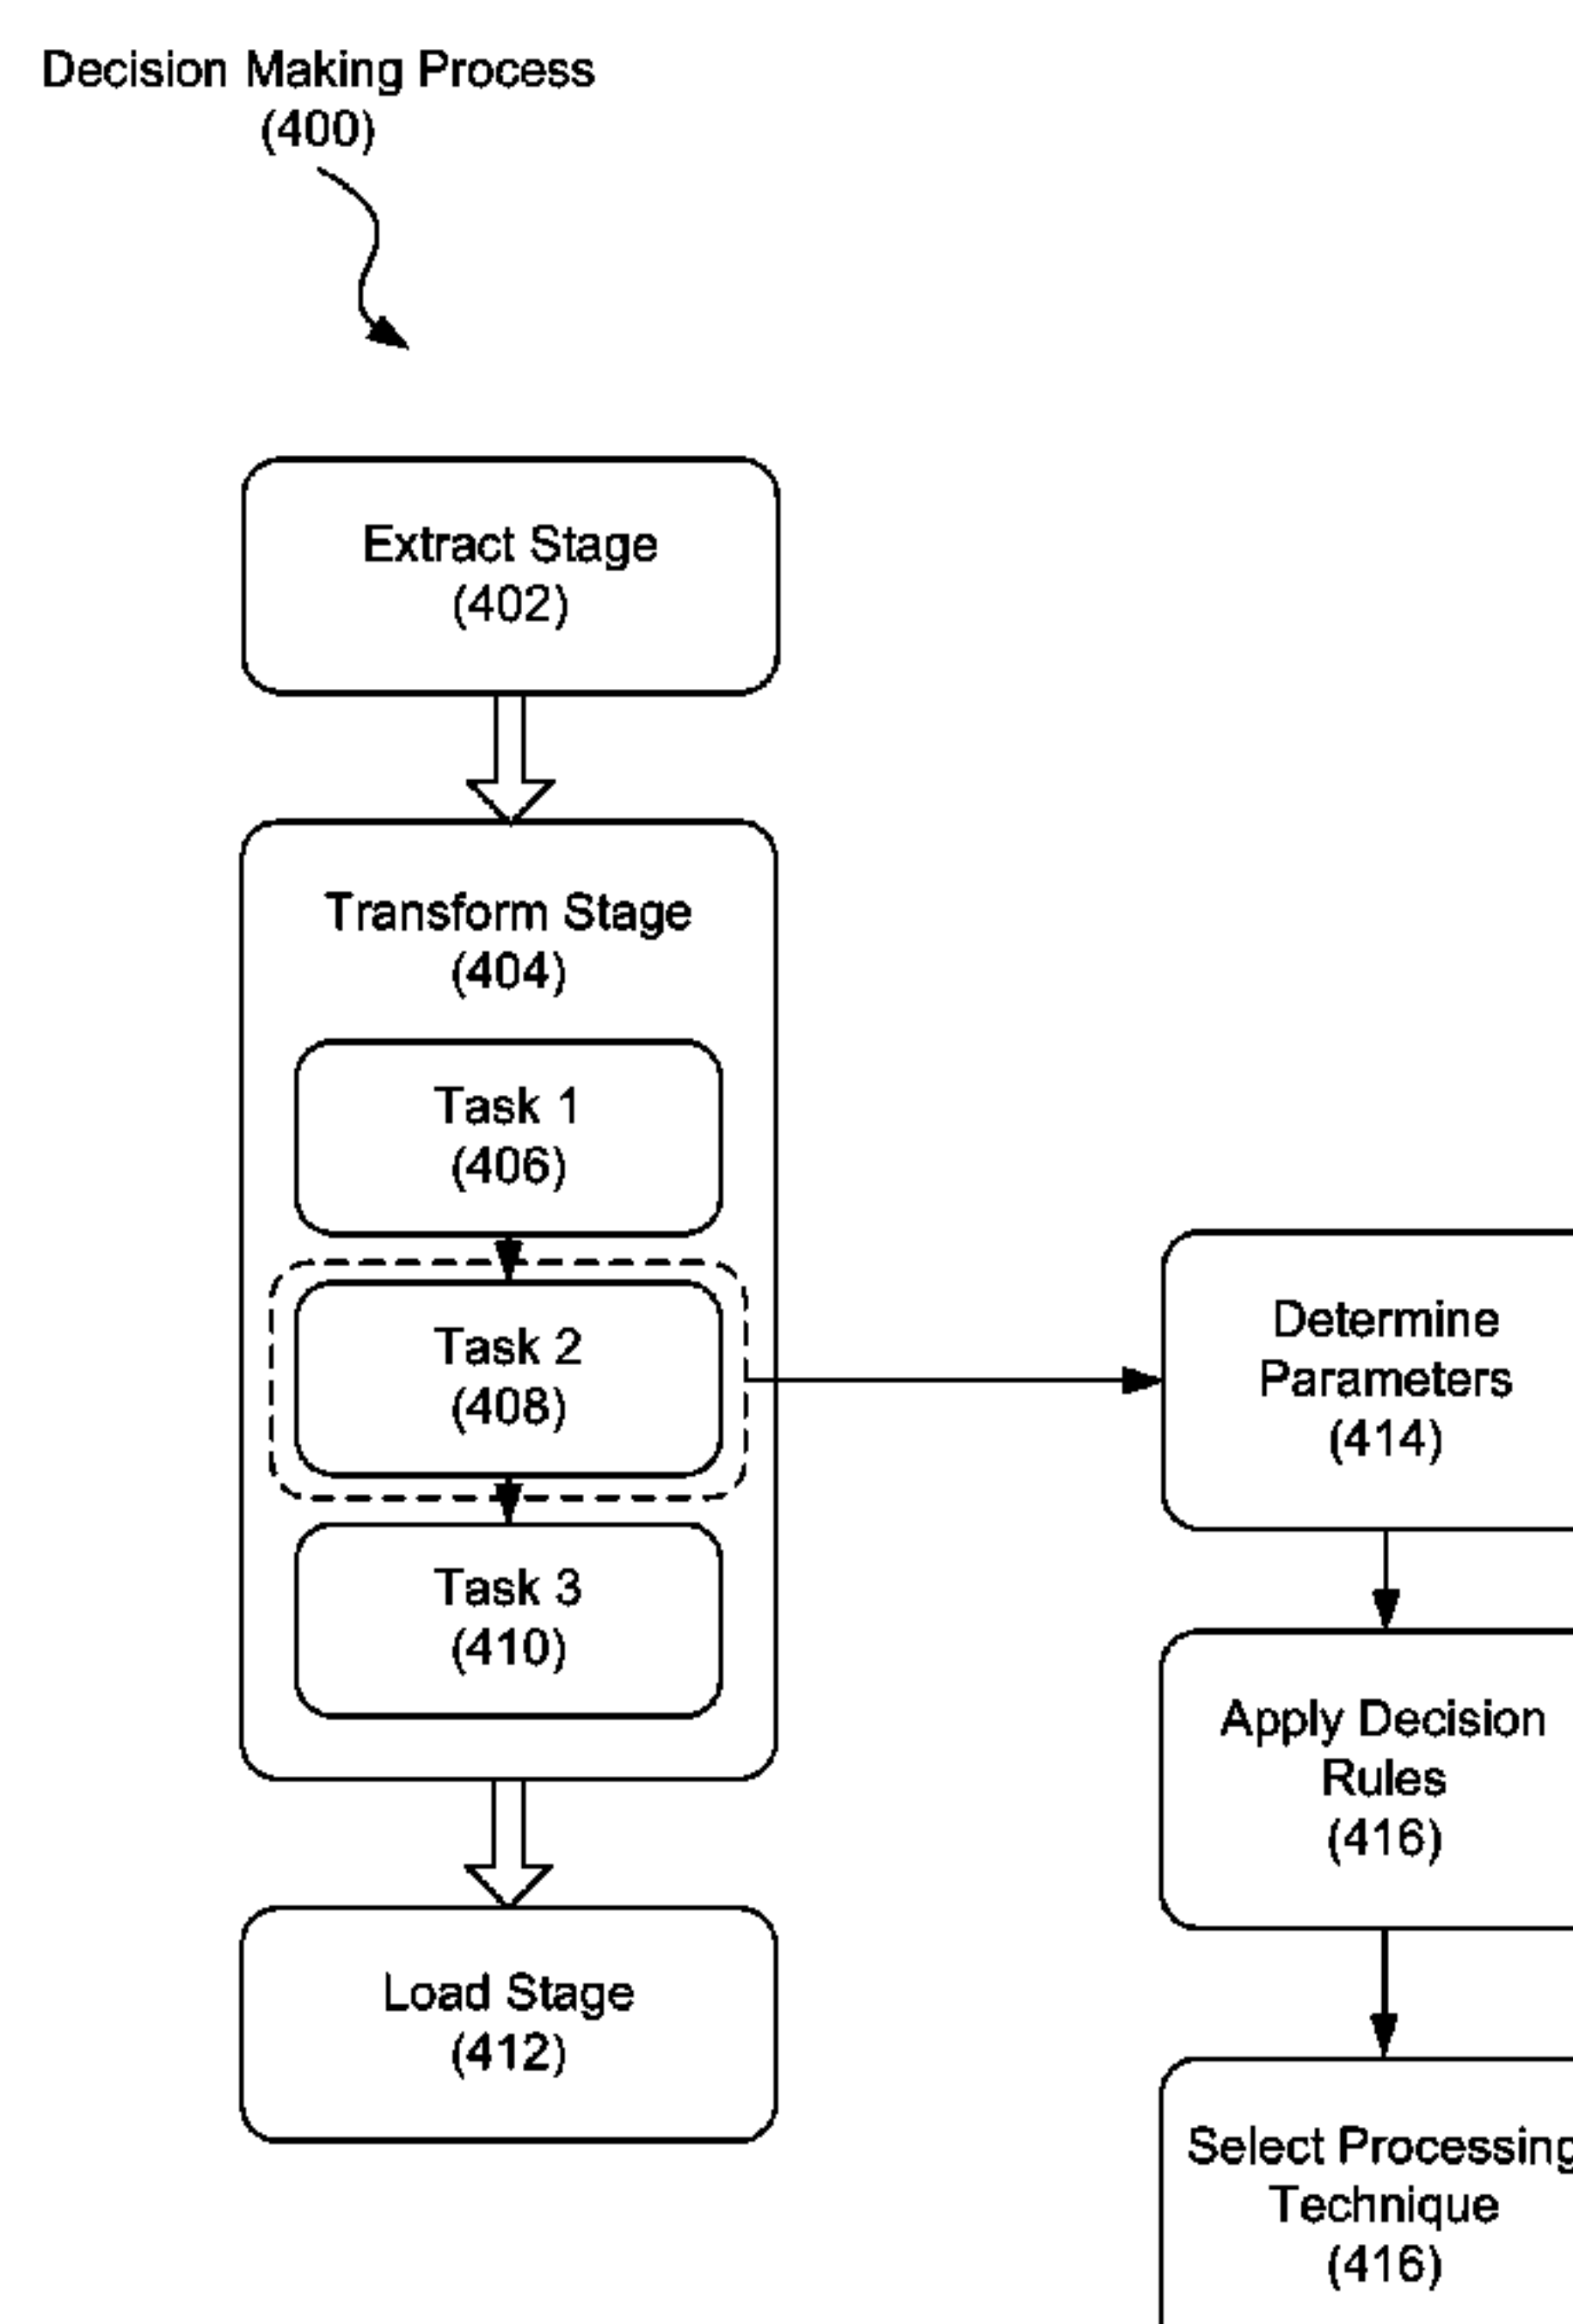 Decision Making Process
(400)
Extract Stage
(402)
Transform Stage
(404)
Task 1
(406)
Task 2
(408)
Task 3
(410)
Load Stage
(412)
Determine
Parameters
(414)
Apply Decision
Rules
(416)
Select Processing
Technique
(416)